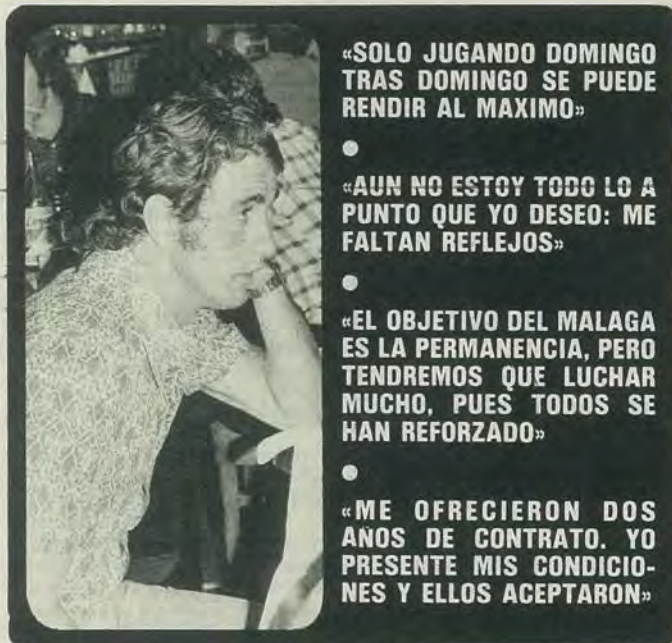 «SOLO JUGANDO DOMINGO
TRAS DOMINGO SE PUEDE
RENDIR AL MAXIMO»
«AUN NO ESTOY TODO LO A
PUNTO QUE YO DESEO: ME
FALTAN REFLEJOS»
«EL OBJETIVO DEL MALAGA
ES LA PERMANENCIA, PERO
TENDREMOS QUE LUCHAR
MUCHO, PUES TODOS SE
HAN REFORZADO»
«ME OFRECIERON DOS
AÑOS DE CONTRATO. YO
PRESENTE MIS CONDICIO-
NES Y ELLOS ACEPTARON»